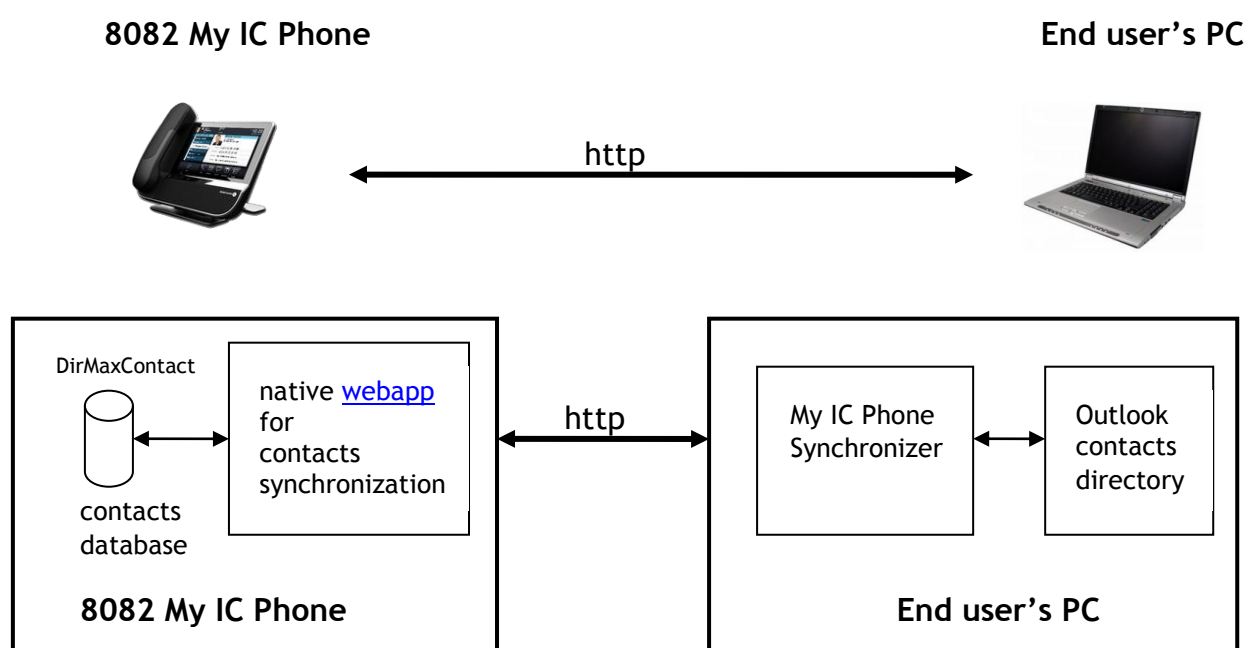 8082 My IC Phone
End user’s PC
http
DirMaxContact
native webapp
for
contacts
synchronization
contacts
database
8082 My IC Phone
http
My IC Phone
Synchronizer
Outlook
contacts
directory
End user’s PC